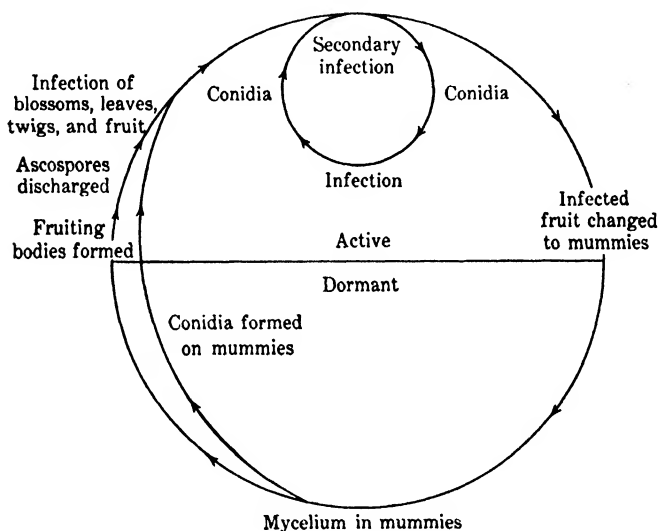 Secondary
infection
Conidia
Conidia
Infection
Infection of
blossoms, leaves,
twigs, and fruit
Ascospores
discharged
Fruiting
bodies formed
Infected
fruit changed
to mummies
Active
Dormant
Conidia formed
on mummies
Mycelium in mummies